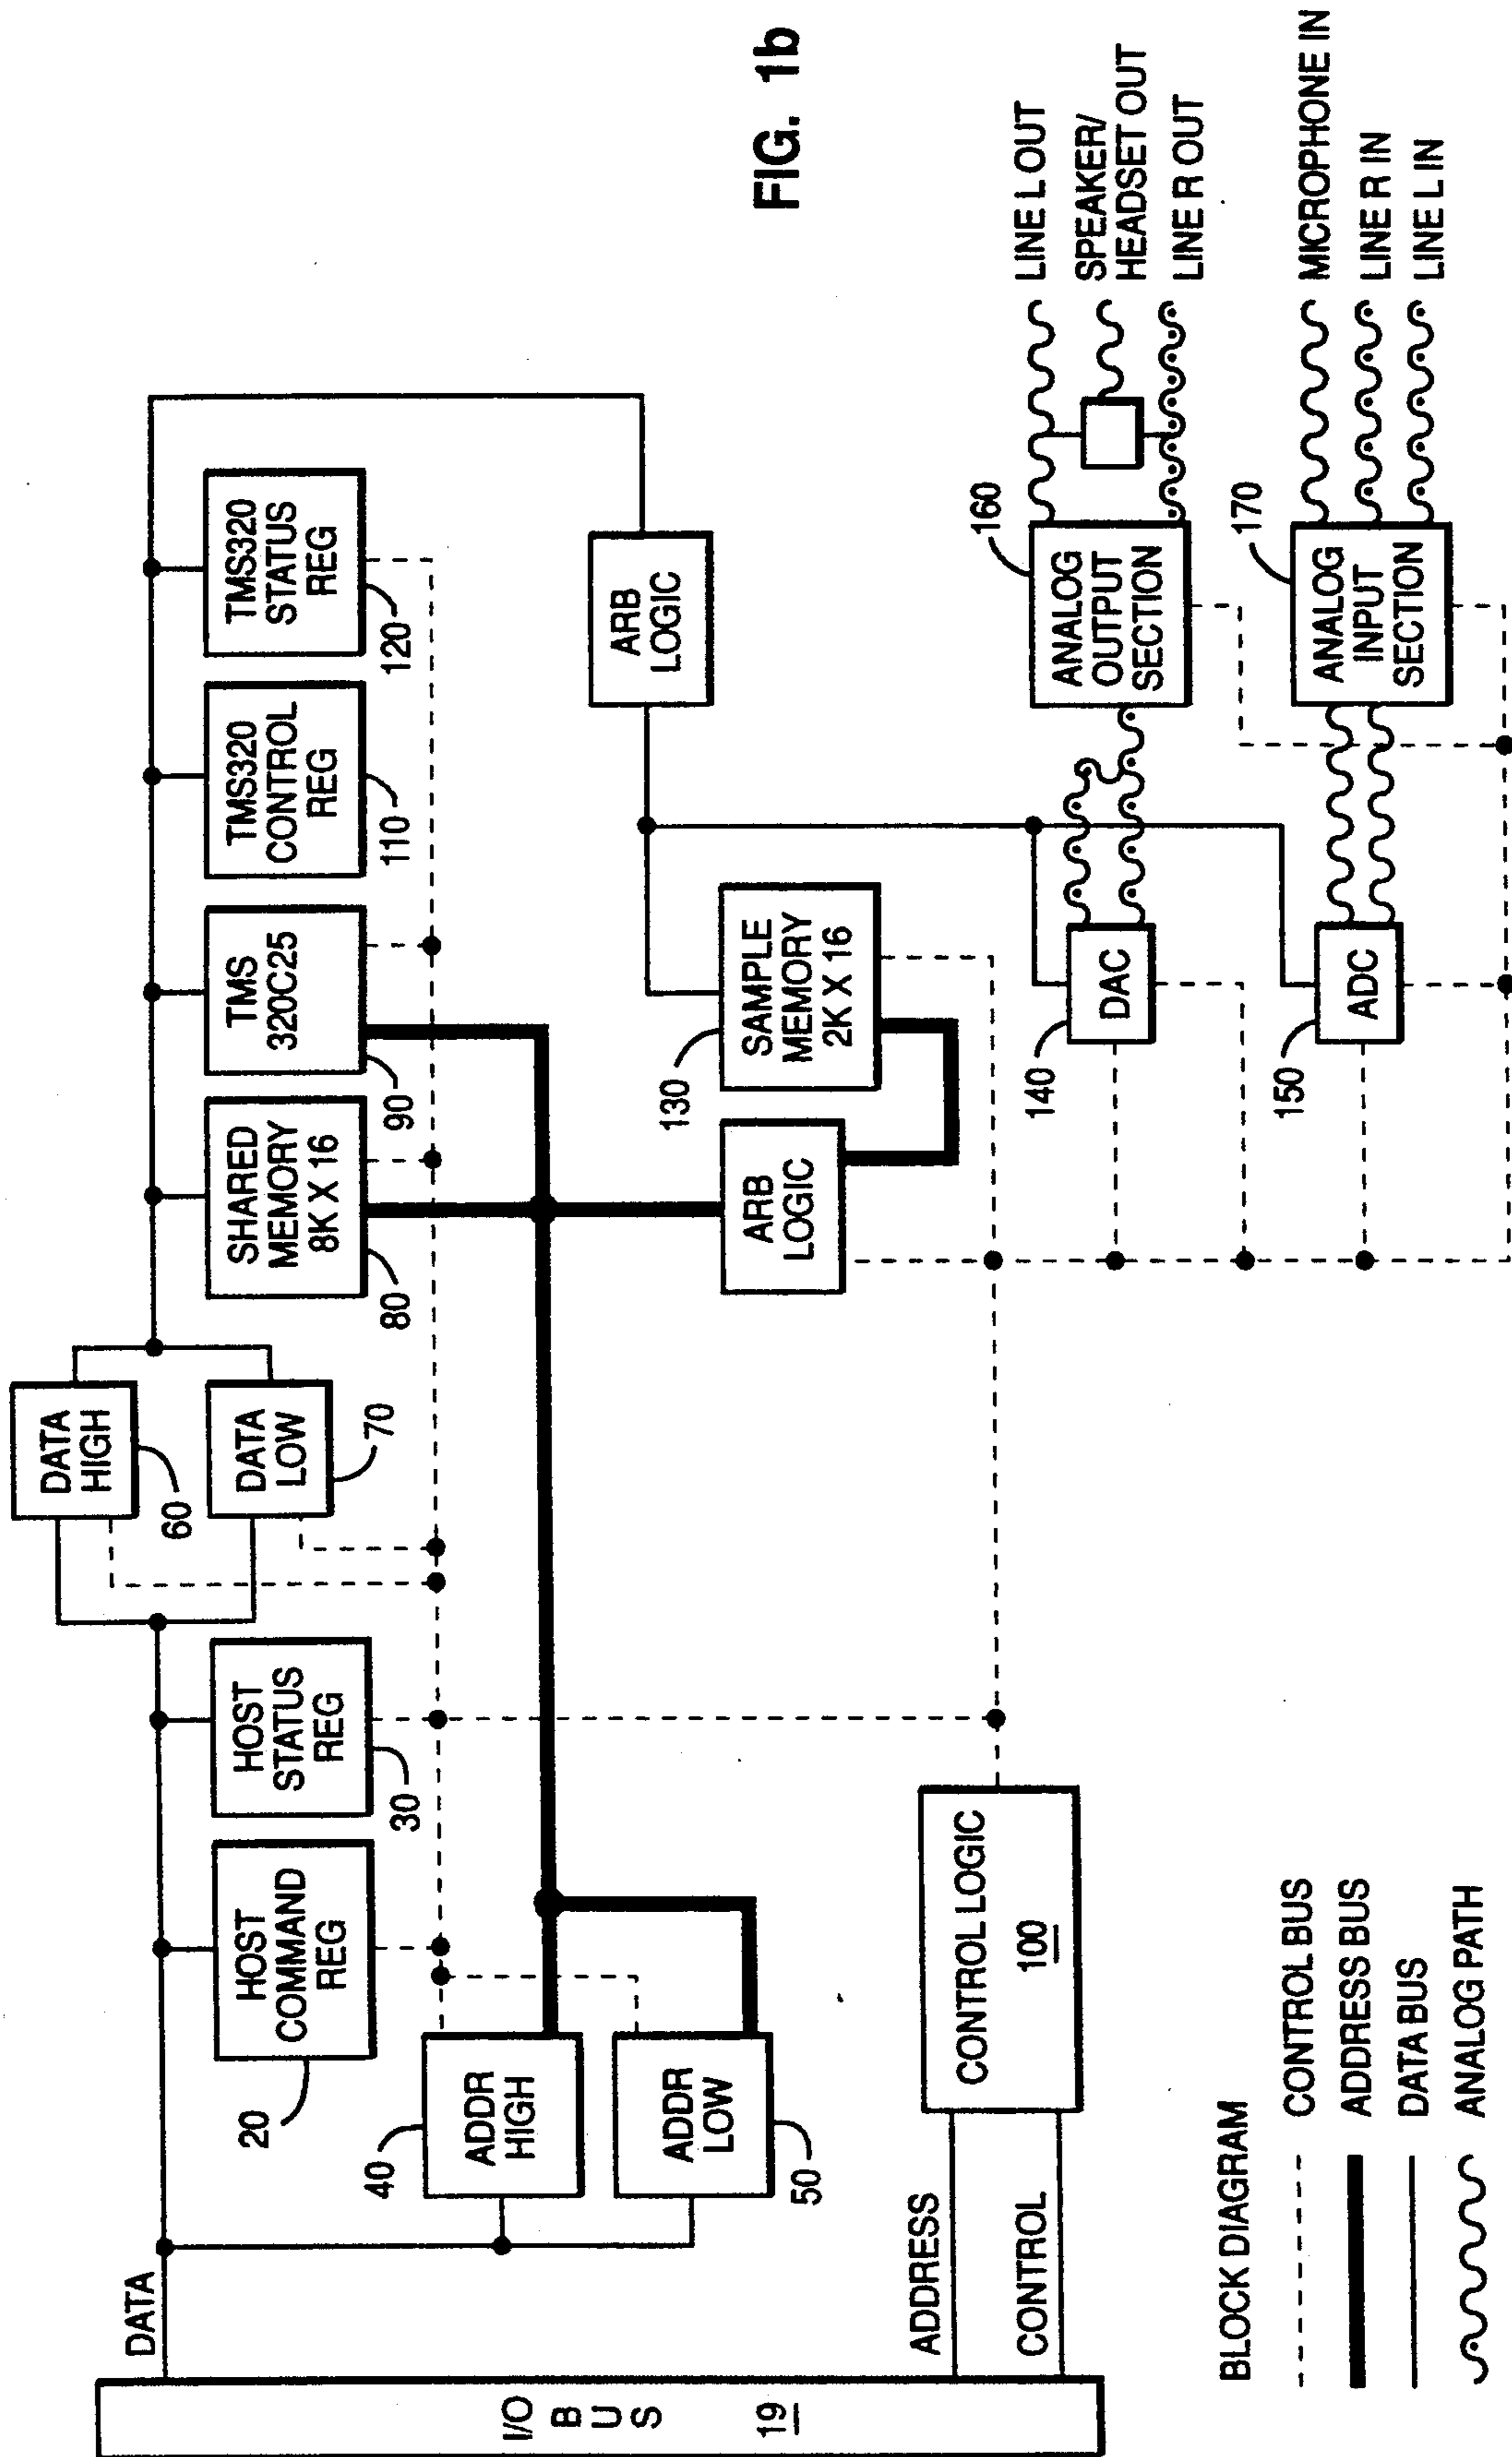 FIG. 1b
DATA
I/O
B
U
S
19
HOST
COMMAND
REG
20
HOST
STATUS
REG
30
ADDR
HIGH
40
ADDR
LOW
50
DATA
HIGH
60
DATA
LOW
70
SHARED
MEMORY
8K X 16
80
TMS
320C25
90
TMS320
CONTROL
REG
110
TMS320
STATUS
REG
120
ARB
LOGIC
ARB
LOGIC
SAMPLE
MEMORY
2K X 16
130
ADDRESS
CONTROL
CONTROL LOGIC
100
DAC
140
ADC
150
ANALOG
OUTPUT
SECTION
160
ANALOG
INPUT
SECTION
170
LINE L OUT
SPEAKER/
HEADSET OUT
LINE R OUT
MICROPHONE IN
LINE R IN
LINE L IN
BLOCK DIAGRAM
CONTROL BUS
ADDRESS BUS
DATA BUS
ANALOG PATH